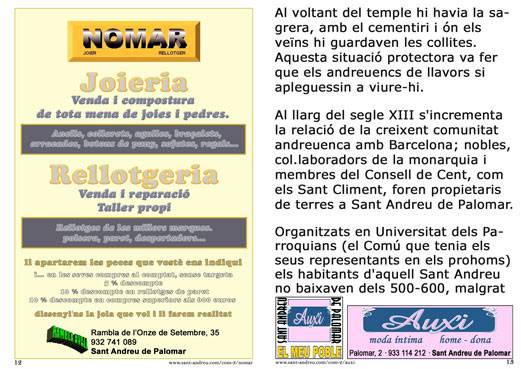 NOMAR
JOIER RELLOTGER
Joieria
Venda i compostura
de tota mena de joies i pedres.
Anells, collarets, agulles, braçalets,
arracades, botons de puny, gafets, regals...
Rellotgeria
Venda i reparació
Taller propi
Rellotges de les millors marques.
polsera, paret, despertadors...
Li apartarem les peces que vostè ens indiqui
i... en les seves compres al comptat, sense targeta
5 % descompte
10 % descompte en rellotges de paret
10 % descompte en compres superiors als 300 euros
dissenyi's la joia que vol i li farem realitat
Rambla de l'Onze de Setembre, 35
932 741 089
Sant Andreu de Palomar
12
www.sant-andreu.com/com-2/nomar
Al voltant del temple hi havia la sa-
grera, amb el cementiri i ón els
veïns hi guardaven les collites.
Aquesta situació protectora va fer
que els andreuencs de llavors si
apleguessin a viure-hi.
Al llarg del segle XIII s'incrementa
la relació de la creixent comunitat
andreuenca amb Barcelona; nobles,
col.laboradors de la monarquia i
membres del Consell de Cent, com
els Sant Climent, foren propietaris
de terres a Sant Andreu de Palomar.
Organitzats en Universitat dels Pa-
rroquians (el Comú que tenia els
seus representants en els prohoms)
els habitants d'aquell Sant Andreu
no baixaven dels 500-600, malgrat
SANT ANDREU
Auxi
DE PALOMAR
EL MEU POBLE
Auxi
moda íntima home - dona
Palomar, 2 · 933 114 212 · Sant Andreu de Palomar
www.sant-andreu.com/com-2/auxi
13